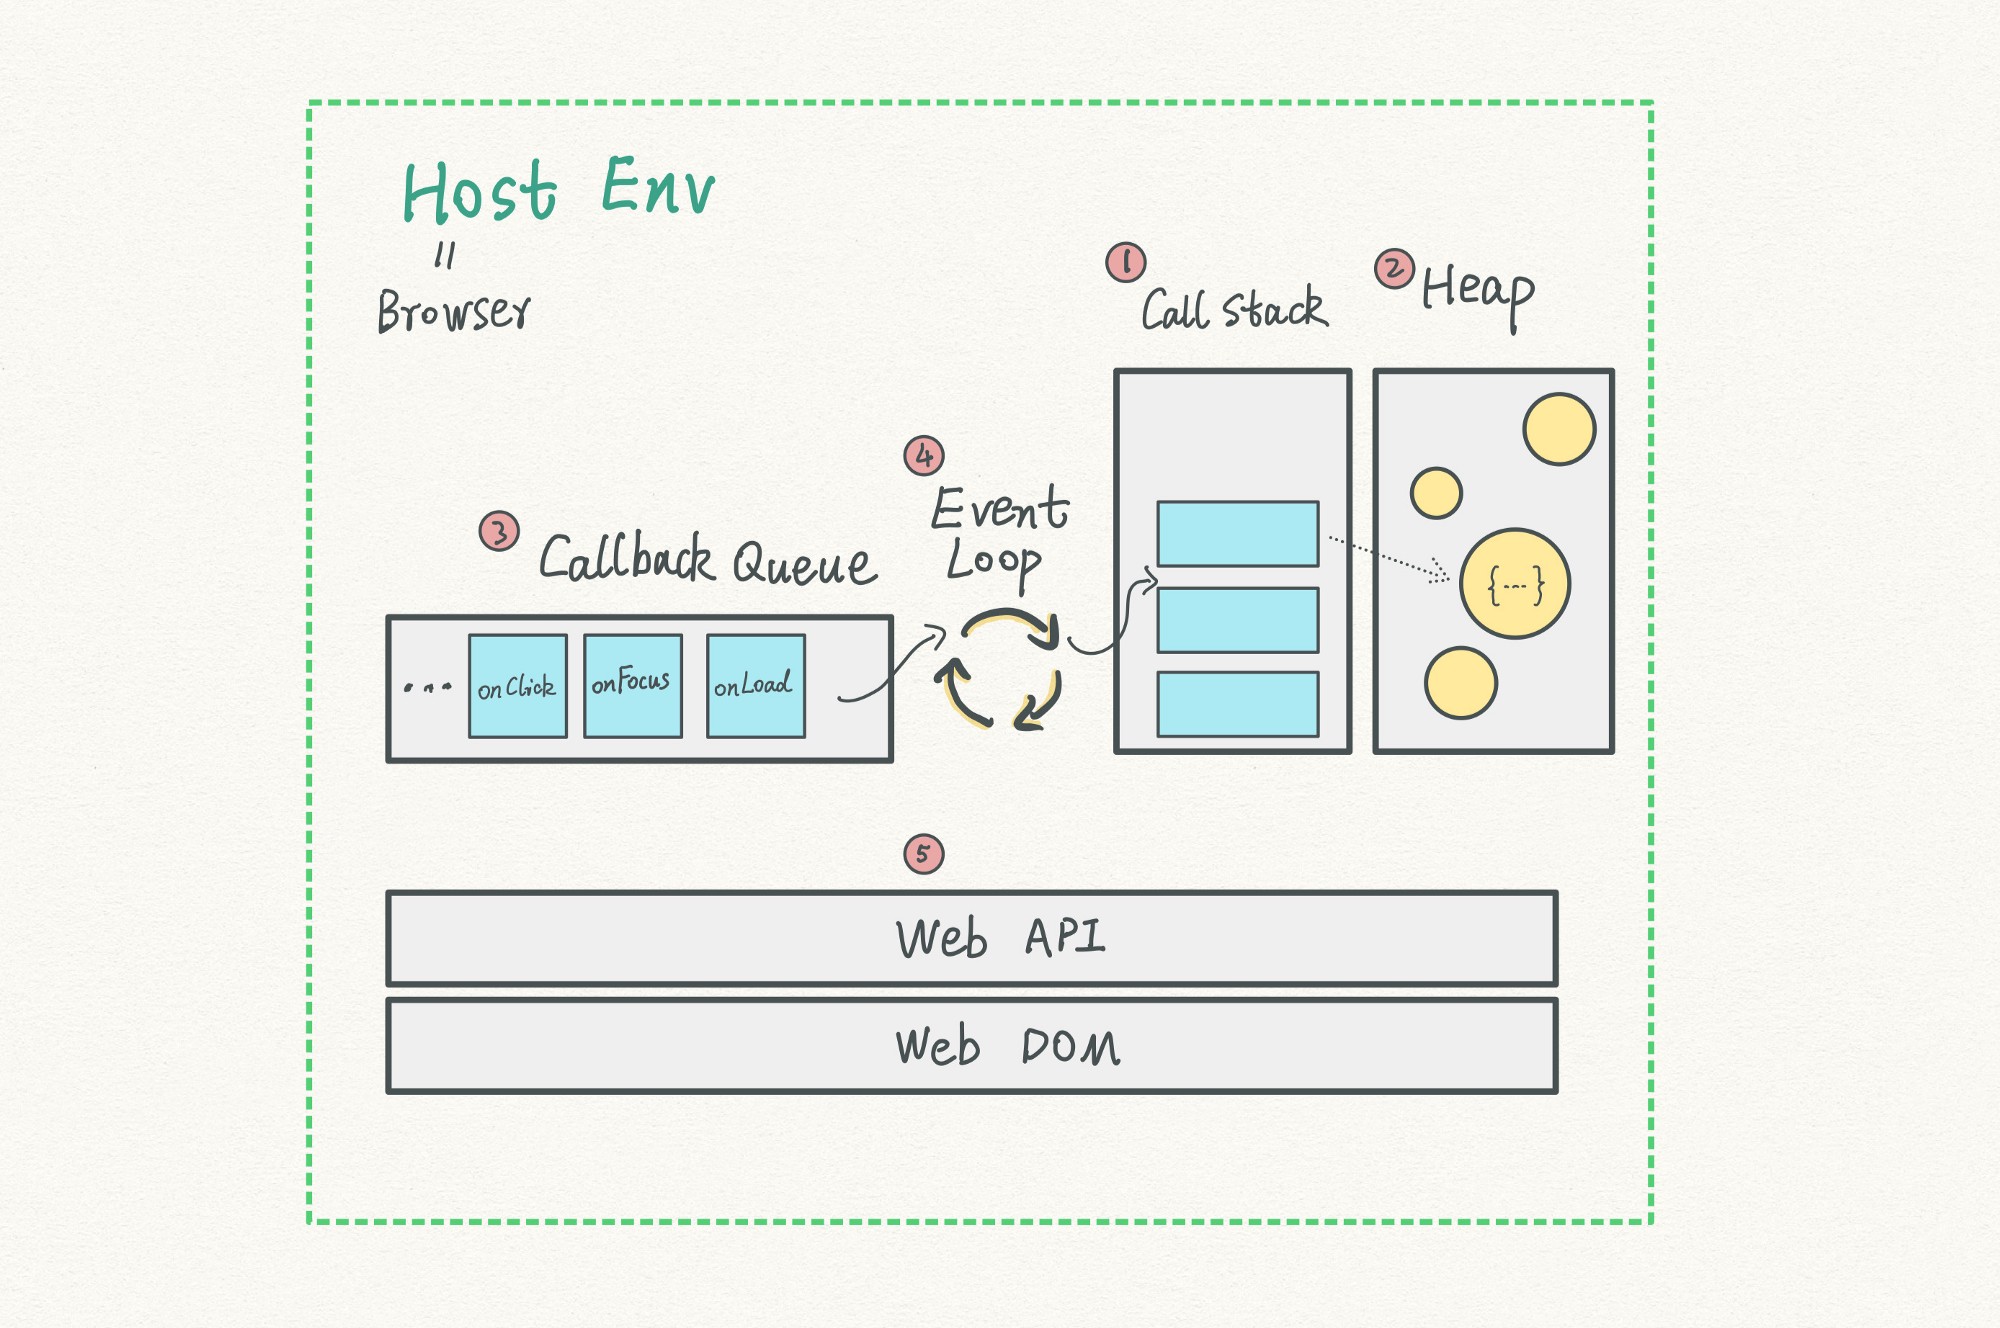 Host Env
||
Browser
1
Call Stack
2
Heap
3
Callback Queue
4
Event
Loop
... onClick onFocus onLoad
{---}
5
Web API
Web DOM